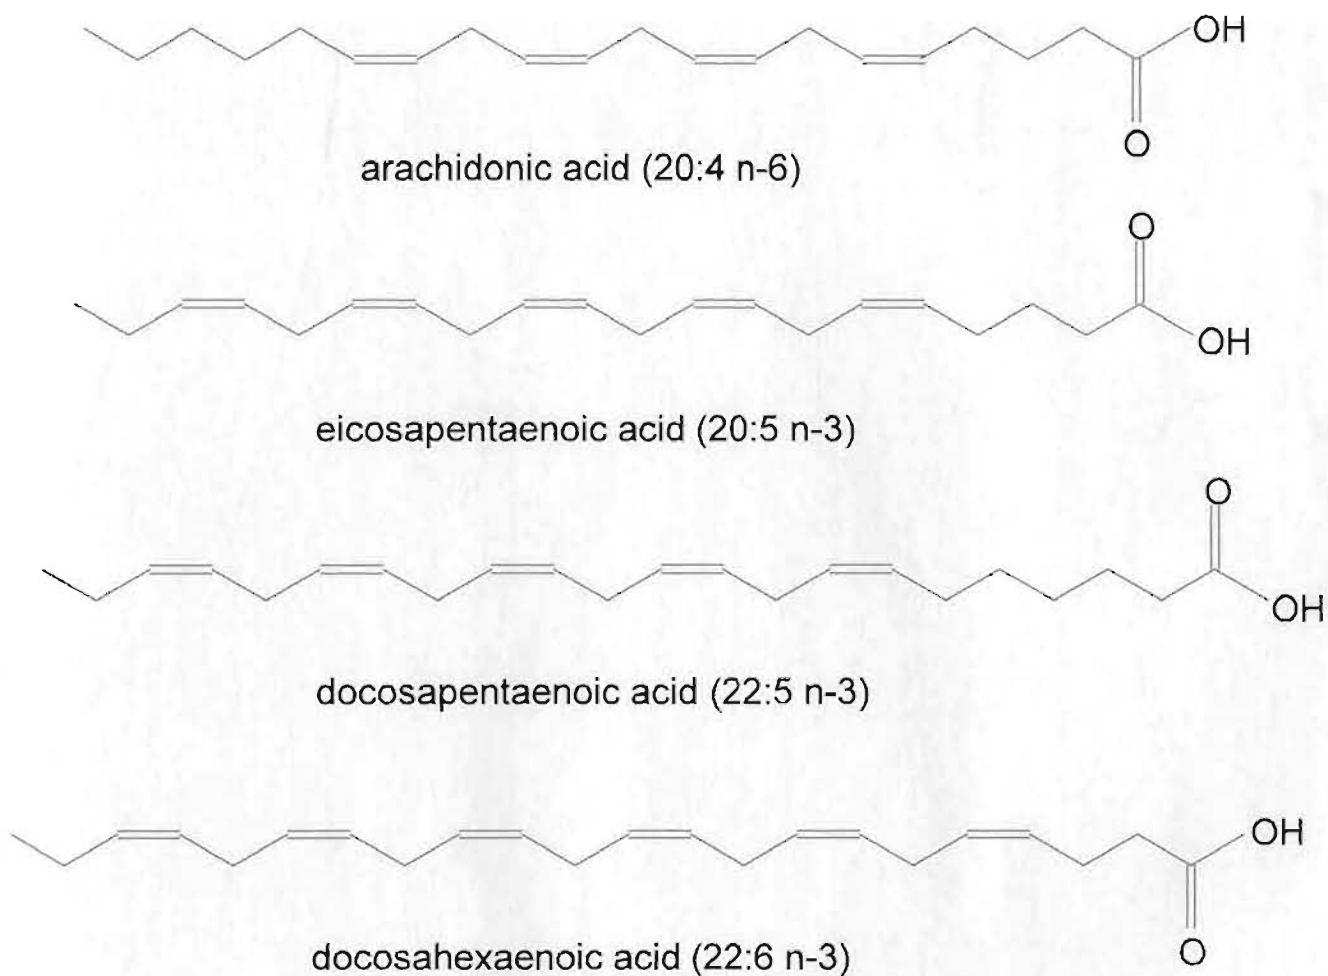 OH
O
arachidonic acid (20:4 n-6)
O
OH
eicosapentaenoic acid (20:5 n-3)
O
OH
docosapentaenoic acid (22:5 n-3)
OH
O
docosahexaenoic acid (22:6 n-3)